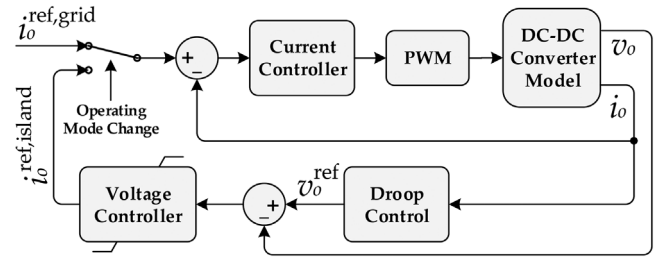 i_o^ref,grid
Operating
Mode Change
+
−
Current
Controller
PWM
DC-DC
Converter
Model
v_o
i_o
i_o^ref,island
Voltage
Controller
+
−
v_o^ref
Droop
Control